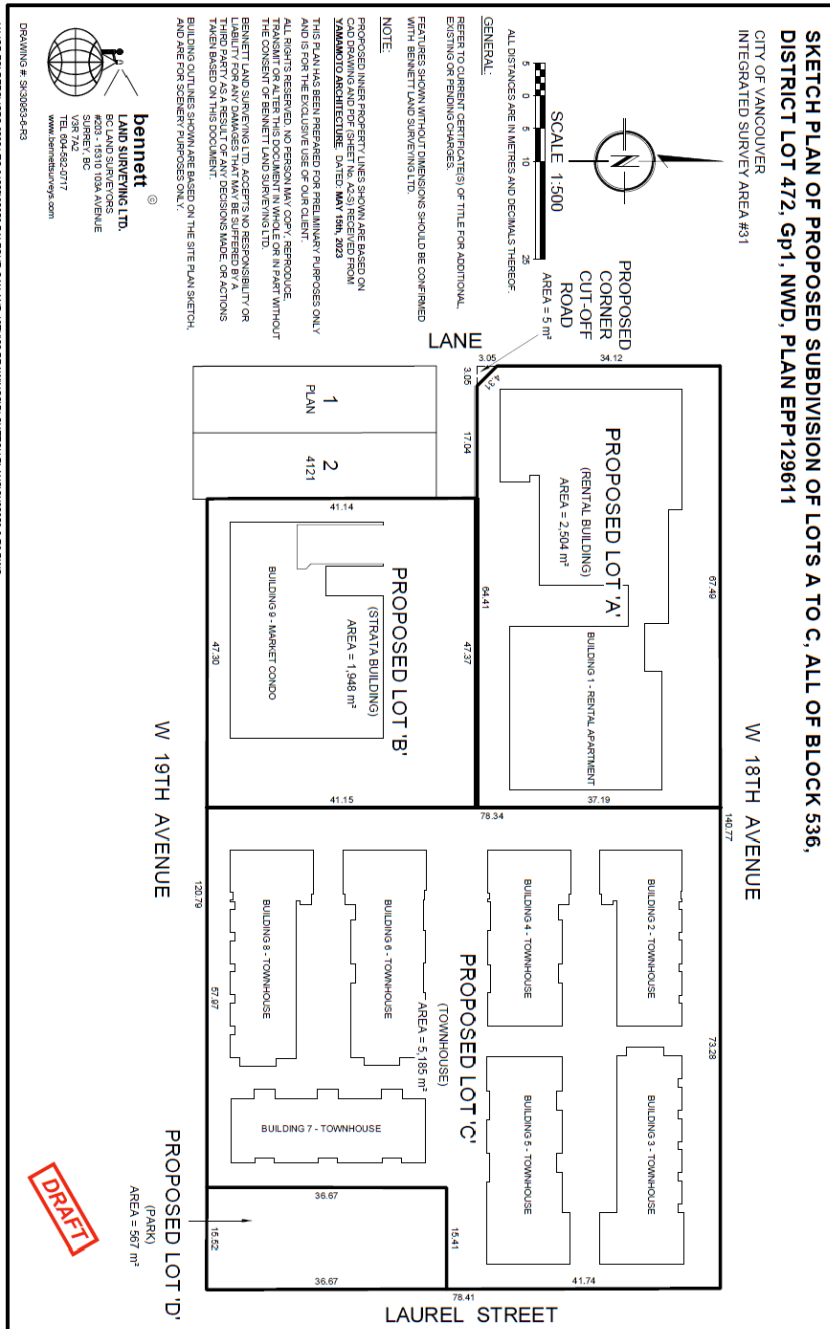 SKETCH PLAN OF PROPOSED SUBDIVISION OF LOTS A TO C, ALL OF BLOCK 536,
DISTRICT LOT 472, Gp1, NWD, PLAN EPP129611
CITY OF VANCOUVER
INTEGRATED SURVEY AREA #31
N
SCALE 1:500
5 0 5 10 25
ALL DISTANCES ARE IN METRES AND DECIMALS THEREOF.
GENERAL:
REFER TO CURRENT CERTIFICATE(S) OF TITLE FOR ADDITIONAL,
EXISTING OR PENDING CHARGES.
FEATURES SHOWN WITHOUT DIMENSIONS SHOULD BE CONFIRMED
WITH BENNETT LAND SURVEYING LTD.
NOTE:
PROPOSED INNER PROPERTY LINES SHOWN ARE BASED ON
CAD DRAWING AND PDF (SHEET No. A2-S) RECEIVED FROM
YAMAMOTO ARCHITECTURE, DATED: MAY 15th, 2023
THIS PLAN HAS BEEN PREPARED FOR PRELIMINARY PURPOSES ONLY
AND IS FOR THE EXCLUSIVE USE OF OUR CLIENT.
ALL RIGHTS RESERVED. NO PERSON MAY COPY, REPRODUCE,
TRANSMIT OR ALTER THIS DOCUMENT IN WHOLE OR IN PART WITHOUT
THE CONSENT OF BENNETT LAND SURVEYING LTD.
BENNETT LAND SURVEYING LTD. ACCEPTS NO RESPONSIBILITY OR
LIABILITY FOR ANY DAMAGES THAT MAY BE SUFFERED BY A
THIRD PARTY AS A RESULT OF ANY DECISIONS MADE, OR ACTIONS
TAKEN BASED ON THIS DOCUMENT.
BUILDING OUTLINES SHOWN ARE BASED ON THE SITE PLAN SKETCH,
AND ARE FOR SCENERY PURPOSES ONLY.
bennett ©
LAND SURVEYING LTD.
BC LAND SURVEYORS
#203 - 15310 103A AVENUE
SURREY, BC
V3R 7A2
TEL 604-582-0717
www.bennettsurveys.com
DRAWING #: SK30953-6-R3
PROPOSED
CORNER
CUT-OFF
ROAD
AREA = 5 m²
LANE
3.05
34.12
4.31
3.05
17.04
PROPOSED LOT 'A'
(RENTAL BUILDING)
AREA = 2,504 m²
BUILDING 1 - RENTAL APARTMENT
67.49
64.41
37.19
1
PLAN
2
4121
41.14
PROPOSED LOT 'B'
(STRATA BUILDING)
AREA = 1,948 m²
BUILDING 9 - MARKET CONDO
47.37
47.30
41.15
W 18TH AVENUE
140.77
78.34
W 19TH AVENUE
120.79
BUILDING 2 - TOWNHOUSE
BUILDING 4 - TOWNHOUSE
BUILDING 6 - TOWNHOUSE
BUILDING 8 - TOWNHOUSE
73.28
57.97
PROPOSED LOT 'C'
(TOWNHOUSE)
AREA = 5,185 m²
BUILDING 3 - TOWNHOUSE
BUILDING 5 - TOWNHOUSE
BUILDING 7 - TOWNHOUSE
36.67
15.52
15.41
36.67
41.74
78.41
PROPOSED LOT 'D'
(PARK)
AREA = 567 m²
LAUREL STREET
DRAFT